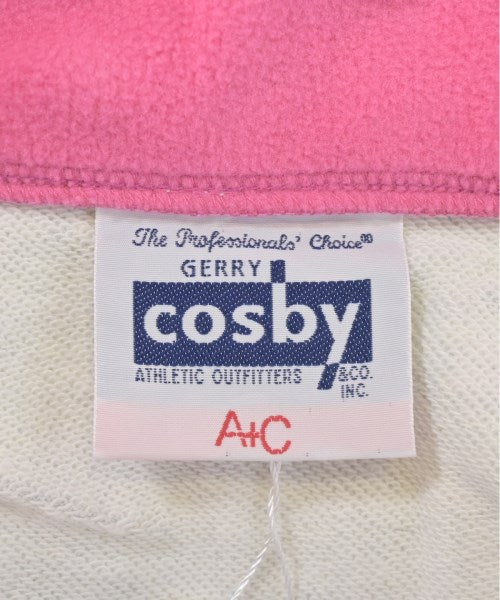 The Professionals' Choice
GERRY
cosby
ATHLETIC OUTFITTERS &CO.
INC.
A+C